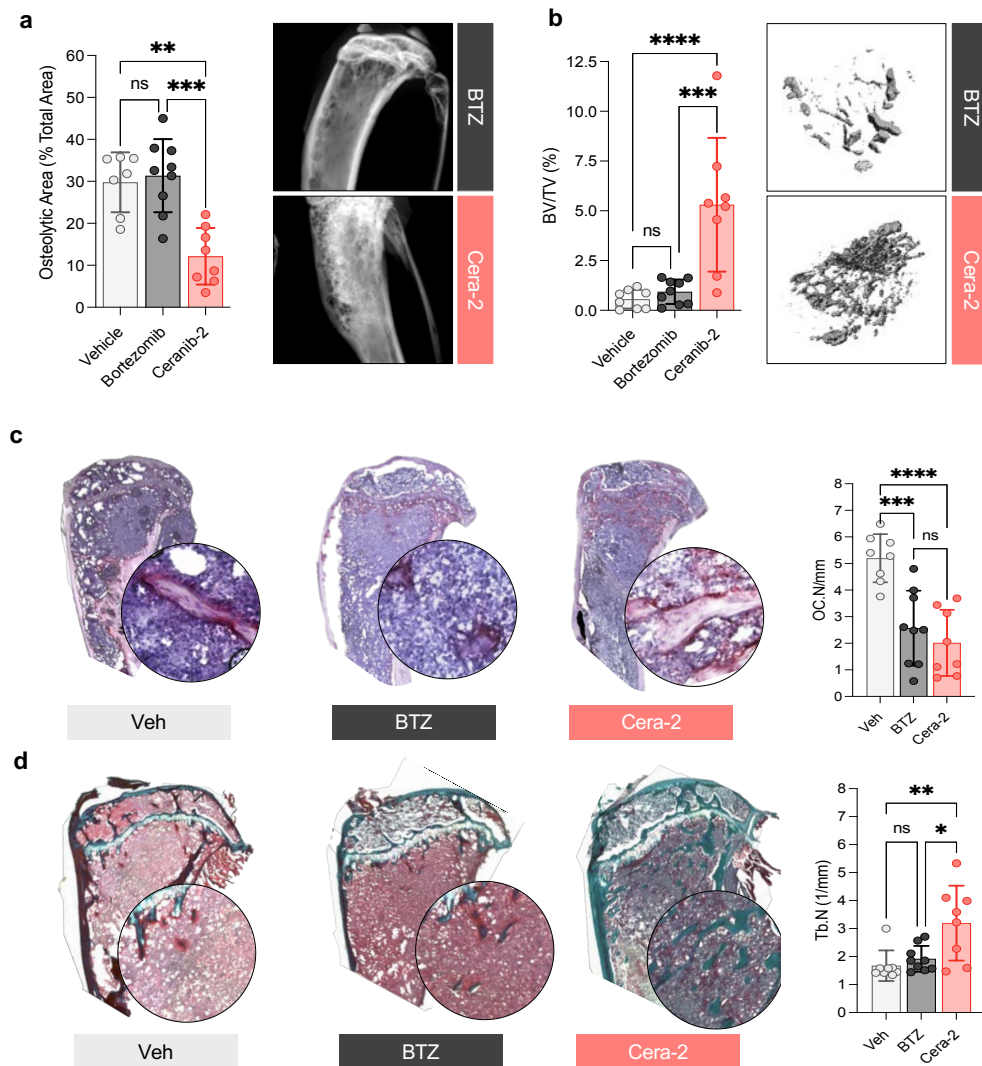 a
**
ns
***
60
50
40
30
20
10
0
Osteolytic Area (% Total Area)
Vehicle
Bortezomib
Ceranib-2
BTZ
Cera-2
b
****
***
ns
12.5
10.0
7.5
5.0
2.5
0.0
BV/TV (%)
Vehicle
Bortezomib
Ceranib-2
BTZ
Cera-2
c
Veh
BTZ
Cera-2
****
***
ns
8
7
6
5
4
3
2
1
0
OC.N/mm
Veh
BTZ
Cera-2
d
Veh
BTZ
Cera-2
**
ns
*
8
7
6
5
4
3
2
1
0
Tb.N (1/mm)
Veh
BTZ
Cera-2